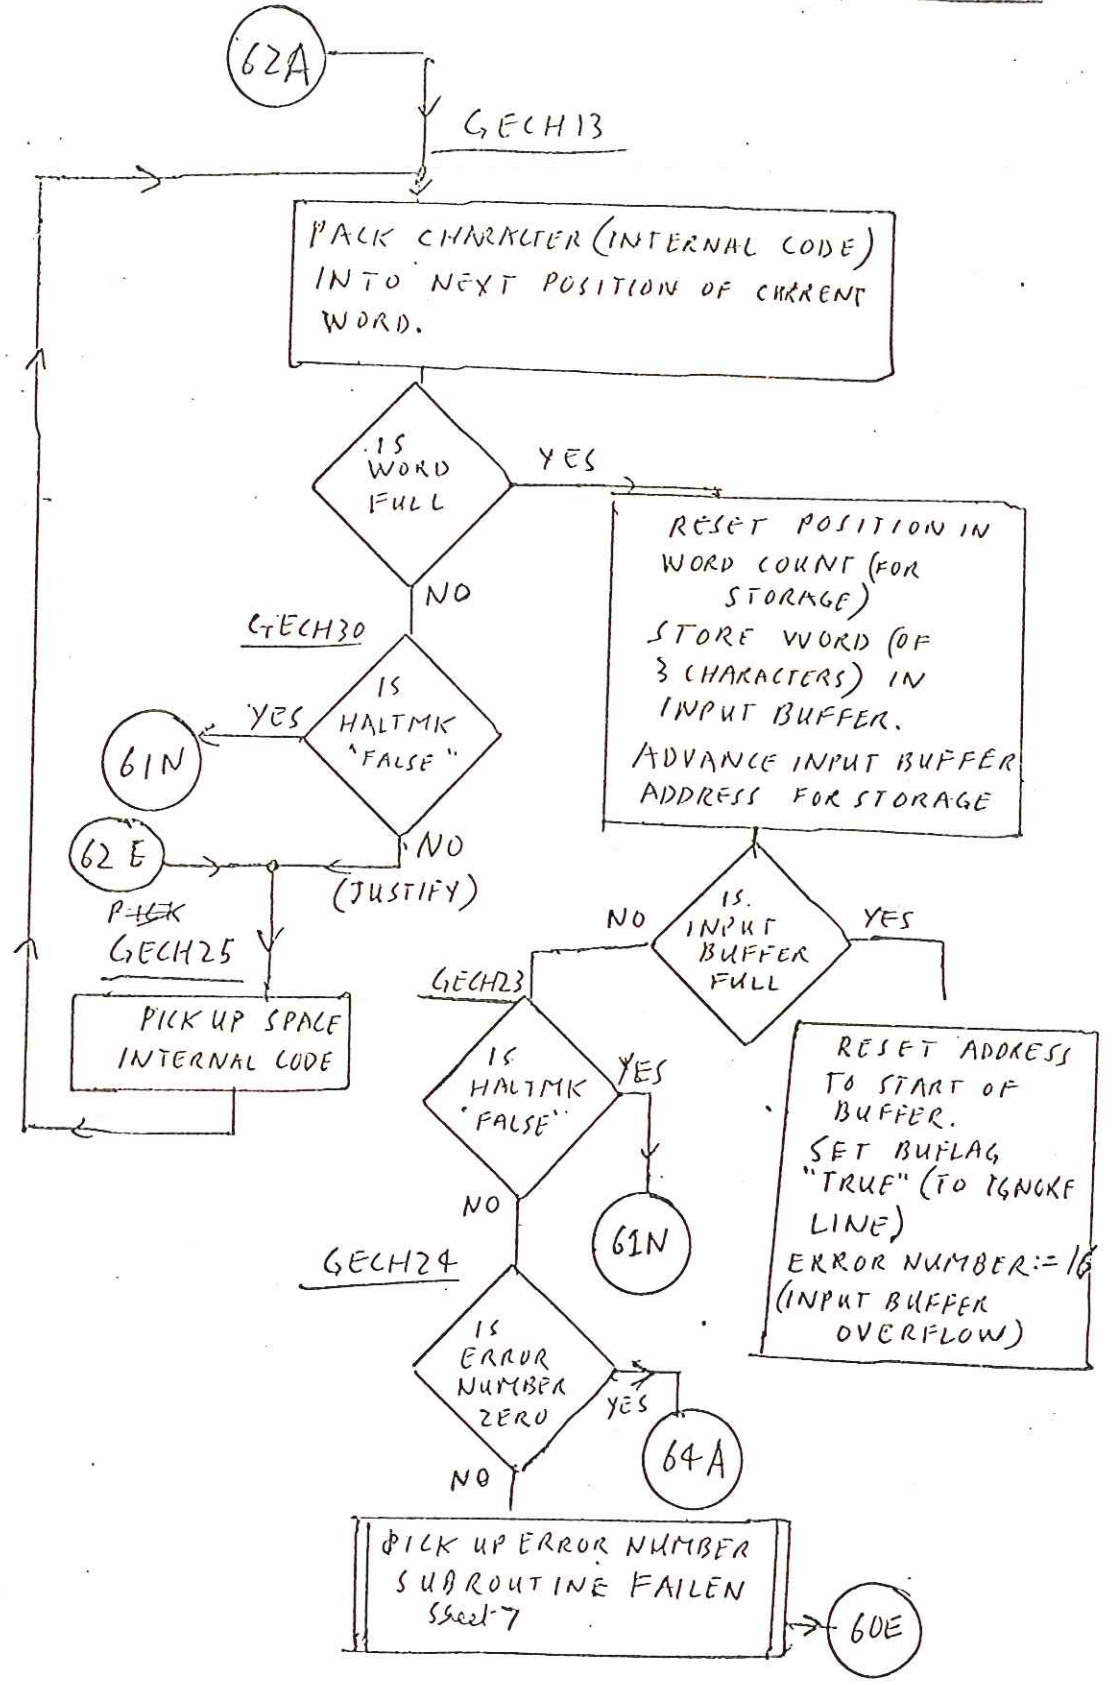 62A
GECH13
PACK CHARACTER (INTERNAL CODE)
INTO NEXT POSITION OF CURRENT
WORD.
IS
WORD
FULL
YES
NO
RESET POSITION IN
WORD COUNT (FOR
STORAGE)
STORE WORD (OF
3 CHARACTERS) IN
INPUT BUFFER.
ADVANCE INPUT BUFFER
ADDRESS FOR STORAGE
GECH30
IS
HALTMK
"FALSE"
YES
61N
NO
(JUSTIFY)
62E
GECH25
PICK UP SPACE
INTERNAL CODE
IS
INPUT
BUFFER
FULL
NO
YES
GECH23
IS
HALTMK
"FALSE"
YES
NO
61N
RESET ADDRESS
TO START OF
BUFFER.
SET BUFLAG
"TRUE" (TO IGNORE
LINE)
ERROR NUMBER:= 16
(INPUT BUFFER
OVERFLOW)
GECH24
IS
ERROR
NUMBER
ZERO
YES
64A
NO
PICK UP ERROR NUMBER
SUBROUTINE FAILEN
Sheet 7
60E